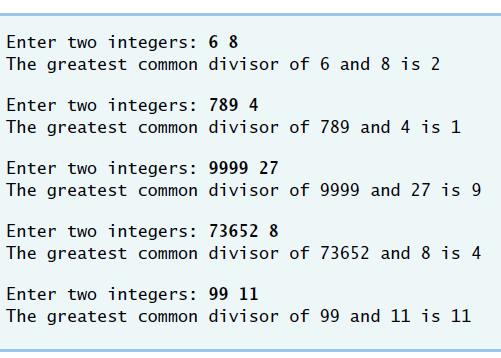 Enter two integers: 6 8
The greatest common divisor of 6 and 8 is 2
Enter two integers: 789 4
The greatest common divisor of 789 and 4 is 1
Enter two integers: 9999 27
The greatest common divisor of 9999 and 27 is 9
Enter two integers: 73652 8
The greatest common divisor of 73652 and 8 is 4
Enter two integers: 99 11
The greatest common divisor of 99 and 11 is 11